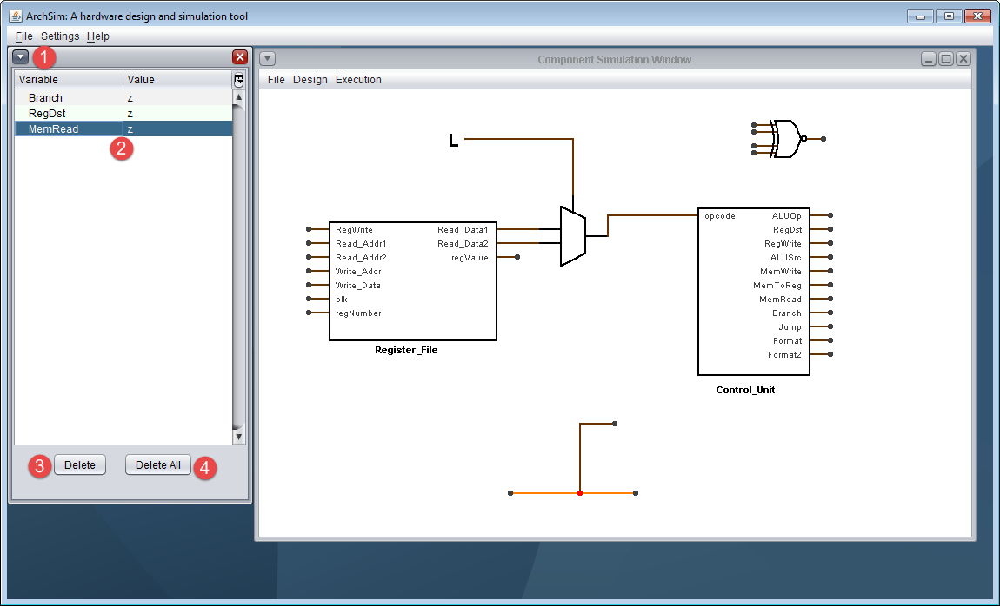 ArchSim: A hardware design and simulation tool
File Settings Help
1
Variable Value
Branch z
RegDst z
MemRead z
2
3 Delete Delete All 4
Component Simulation Window
File Design Execution
L
RegWrite Read_Data1
Read_Addr1 Read_Data2
Read_Addr2 regValue
Write_Addr
Write_Data
clk
regNumber
Register_File
opcode ALUOp
RegDst
RegWrite
ALUSrc
MemWrite
MemToReg
MemRead
Branch
Jump
Format
Format2
Control_Unit